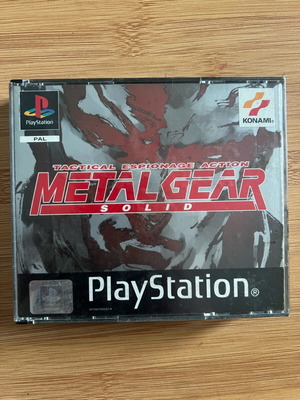 PlayStation
PAL
KONAMI
TACTICAL ESPIONAGE ACTION
METAL GEAR
SOLID
PlayStation®